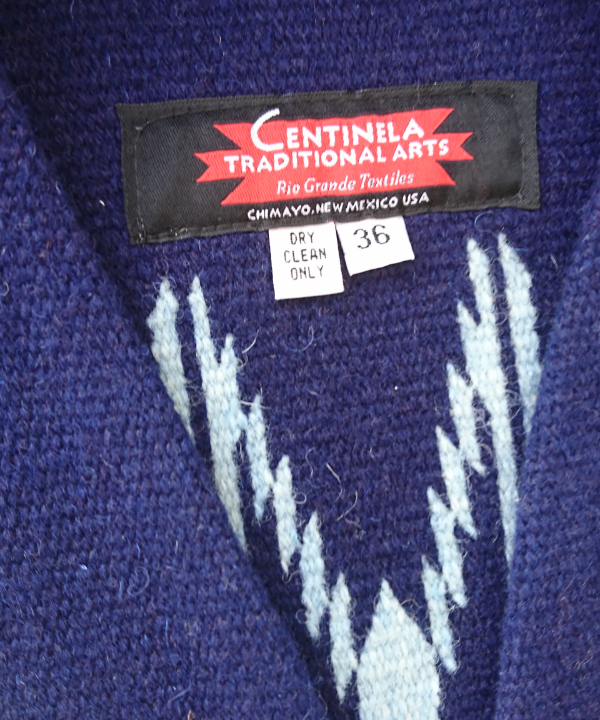 CENTINELA
TRADITIONAL ARTS
Rio Grande Textiles
CHIMAYO, NEW MEXICO USA
DRY
CLEAN
ONLY
36